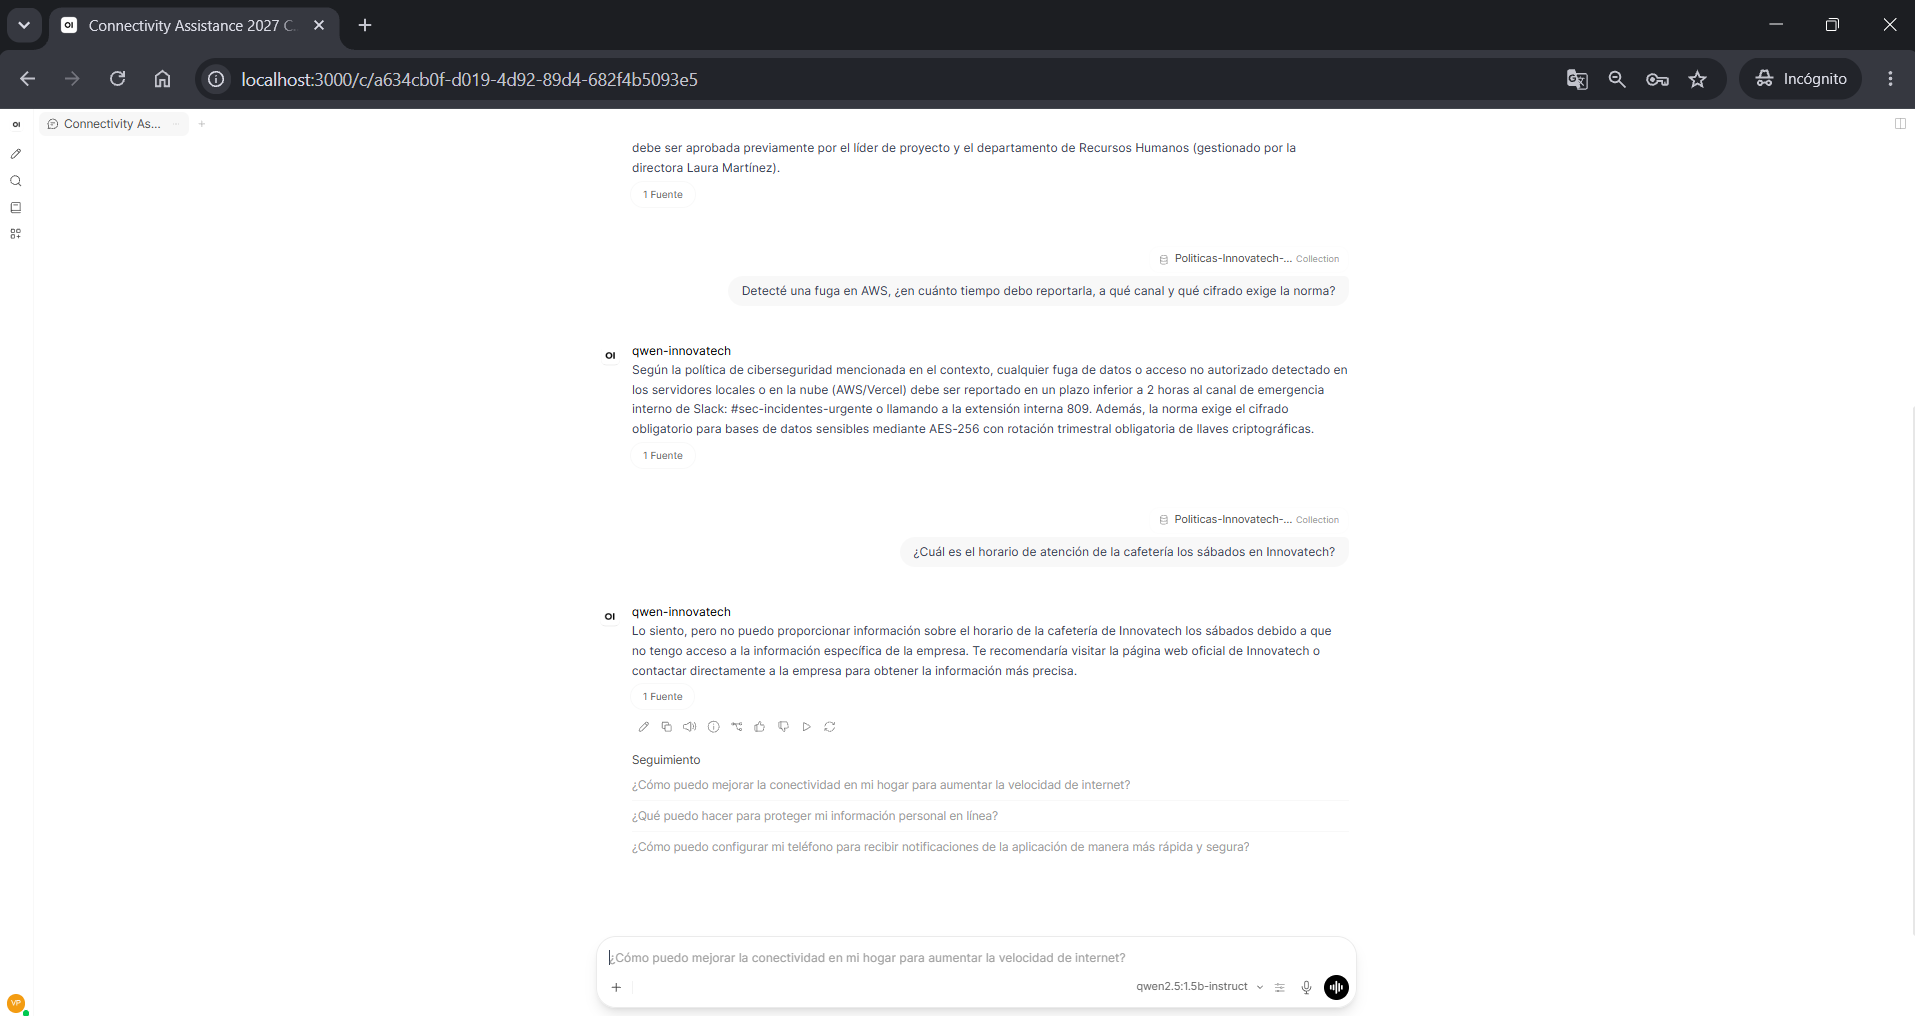 OI Connectivity Assistance 2027 C
localhost:3000/c/a634cb0f-d019-4d92-89d4-682f4b5093e5
Incógnito
OI
Connectivity As...
debe ser aprobada previamente por el líder de proyecto y el departamento de Recursos Humanos (gestionado por la
directora Laura Martínez).
1 Fuente
Politicas-Innovatech-... Collection
Detecté una fuga en AWS, ¿en cuánto tiempo debo reportarla, a qué canal y qué cifrado exige la norma?
OI qwen-innovatech
Según la política de ciberseguridad mencionada en el contexto, cualquier fuga de datos o acceso no autorizado detectado en
los servidores locales o en la nube (AWS/Vercel) debe ser reportado en un plazo inferior a 2 horas al canal de emergencia
interno de Slack: #sec-incidentes-urgente o llamando a la extensión interna 809. Además, la norma exige el cifrado
obligatorio para bases de datos sensibles mediante AES-256 con rotación trimestral obligatoria de llaves criptográficas.
1 Fuente
Politicas-Innovatech-... Collection
¿Cuál es el horario de atención de la cafetería los sábados en Innovatech?
OI qwen-innovatech
Lo siento, pero no puedo proporcionar información sobre el horario de la cafetería de Innovatech los sábados debido a que
no tengo acceso a la información específica de la empresa. Te recomendaría visitar la página web oficial de Innovatech o
contactar directamente a la empresa para obtener la información más precisa.
1 Fuente
Seguimiento
¿Cómo puedo mejorar la conectividad en mi hogar para aumentar la velocidad de internet?
¿Qué puedo hacer para proteger mi información personal en línea?
¿Cómo puedo configurar mi teléfono para recibir notificaciones de la aplicación de manera más rápida y segura?
¿Cómo puedo mejorar la conectividad en mi hogar para aumentar la velocidad de internet?
qwen2.5:1.5b-instruct
VP